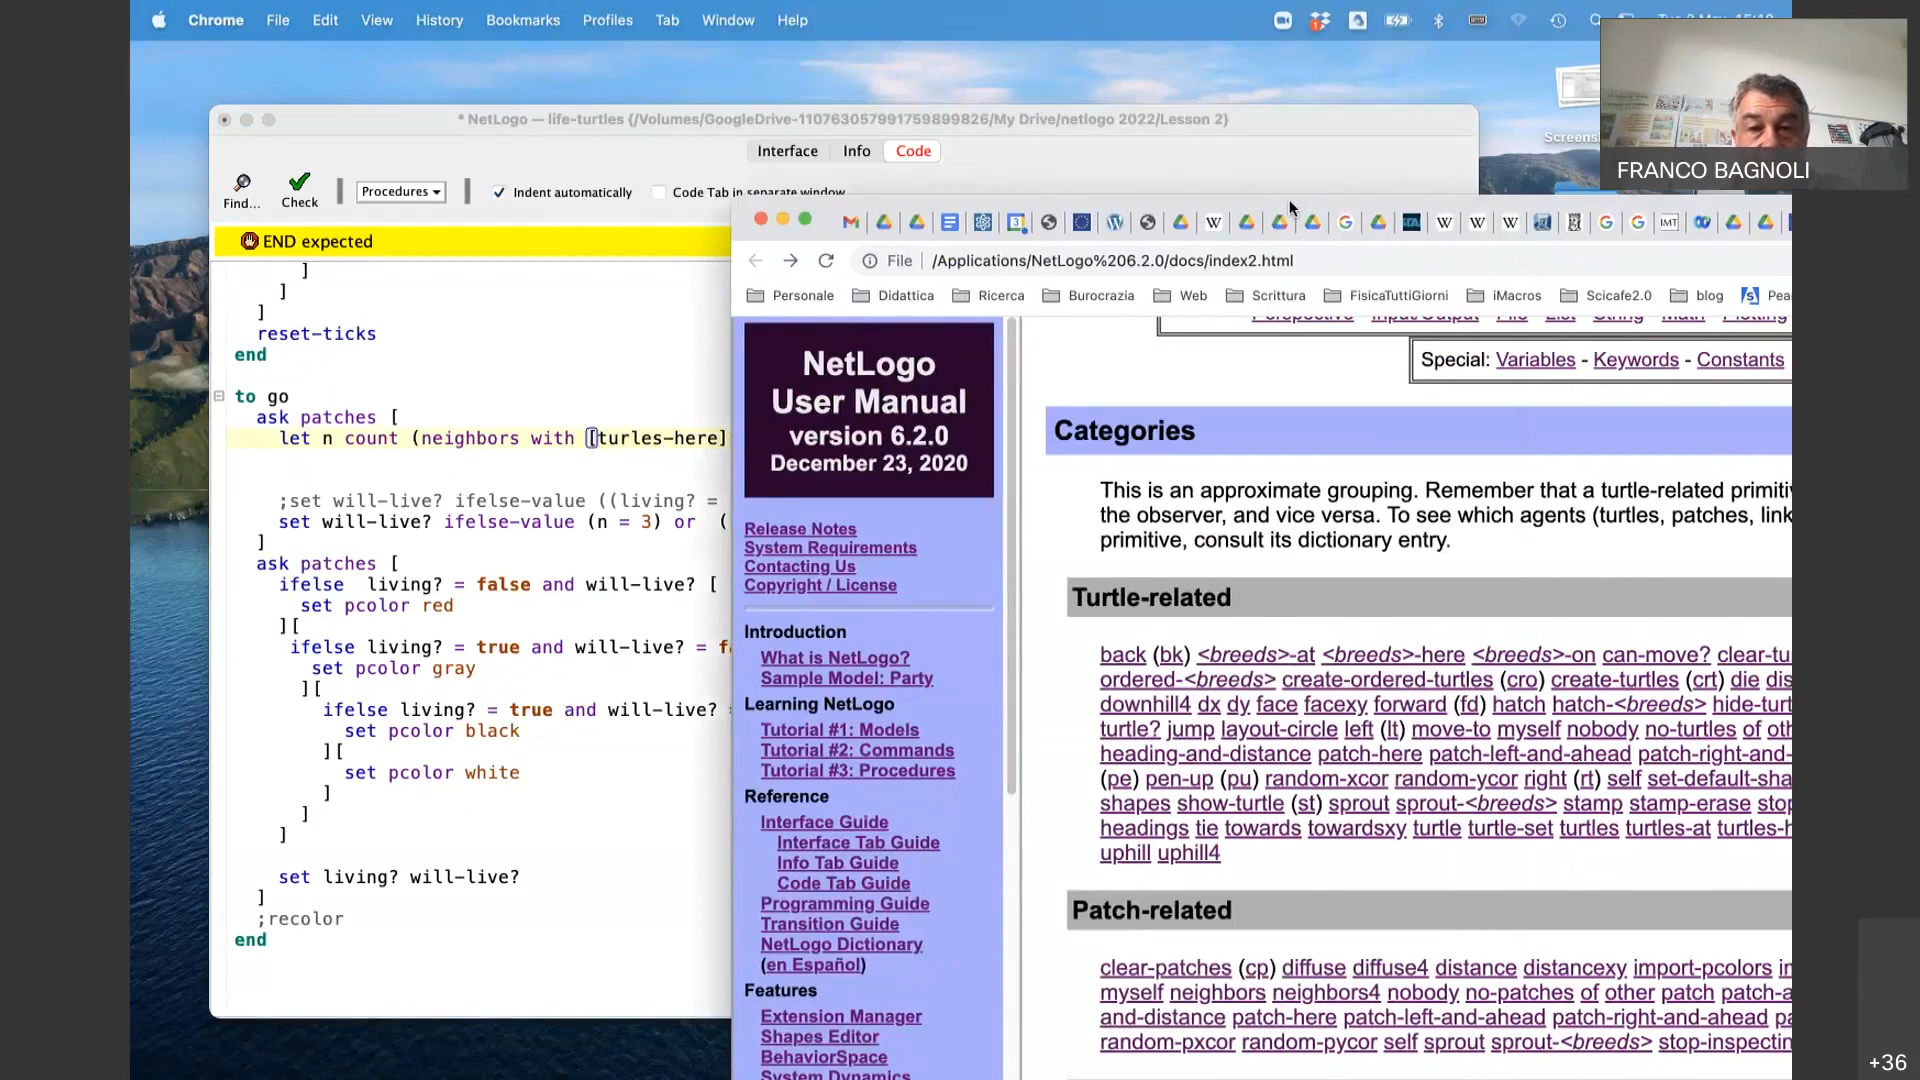 Chrome File Edit View History Bookmarks Profiles Tab Window Help
* NetLogo — life-turtles {/Volumes/GoogleDrive-110763057991759899826/My Drive/netlogo 2022/Lesson 2}
Interface Info Code
FRANCO BAGNOLI
Find... Check Procedures Indent automatically Code Tab in separate window
END expected
]
]
]
reset-ticks
end
to go
ask patches [
let n count (neighbors with [turles-here]
;set will-live? ifelse-value ((living? =
set will-live? ifelse-value (n = 3) or (
]
ask patches [
ifelse living? = false and will-live? [
set pcolor red
][
ifelse living? = true and will-live? =
set pcolor gray
][
ifelse living? = true and will-live?
set pcolor black
][
set pcolor white
]
]
]
set living? will-live?
]
;recolor
end
File /Applications/NetLogo%206.2.0/docs/index2.html
Personale Didattica Ricerca Burocrazia Web Scrittura FisicaTuttiGiorni iMacros Scicafe2.0 blog
NetLogo
User Manual
version 6.2.0
December 23, 2020
Release Notes
System Requirements
Contacting Us
Copyright / License
Introduction
What is NetLogo?
Sample Model: Party
Learning NetLogo
Tutorial #1: Models
Tutorial #2: Commands
Tutorial #3: Procedures
Reference
Interface Guide
Interface Tab Guide
Info Tab Guide
Code Tab Guide
Programming Guide
Transition Guide
NetLogo Dictionary
(en Español)
Features
Extension Manager
Shapes Editor
BehaviorSpace
System Dynamics
Perspective Input/Output File List String Math Plotting
Special: Variables - Keywords - Constants
Categories
This is an approximate grouping. Remember that a turtle-related
the observer, and vice versa. To see which agents (turtles, patches,
primitive, consult its dictionary entry.
Turtle-related
back (bk) <breeds>-at <breeds>-here <breeds>-on can-move?
ordered-<breeds> create-ordered-turtles (cro) create-turtles (crt) die
downhill4 dx dy face facexy forward (fd) hatch hatch-<breeds>
turtle? jump layout-circle left (lt) move-to myself nobody no-turtles of
heading-and-distance patch-here patch-left-and-ahead patch-right-and-
(pe) pen-up (pu) random-xcor random-ycor right (rt) self
shapes show-turtle (st) sprout sprout-<breeds> stamp stamp-erase
headings tie towards towardsxy turtle turtle-set turtles turtles-at
uphill uphill4
Patch-related
clear-patches (cp) diffuse diffuse4 distance distancexy import-pcolors
myself neighbors neighbors4 nobody no-patches of other patch
and-distance patch-here patch-left-and-ahead patch-right-and-ahead
random-pxcor random-pycor self sprout sprout-<breeds>
+36